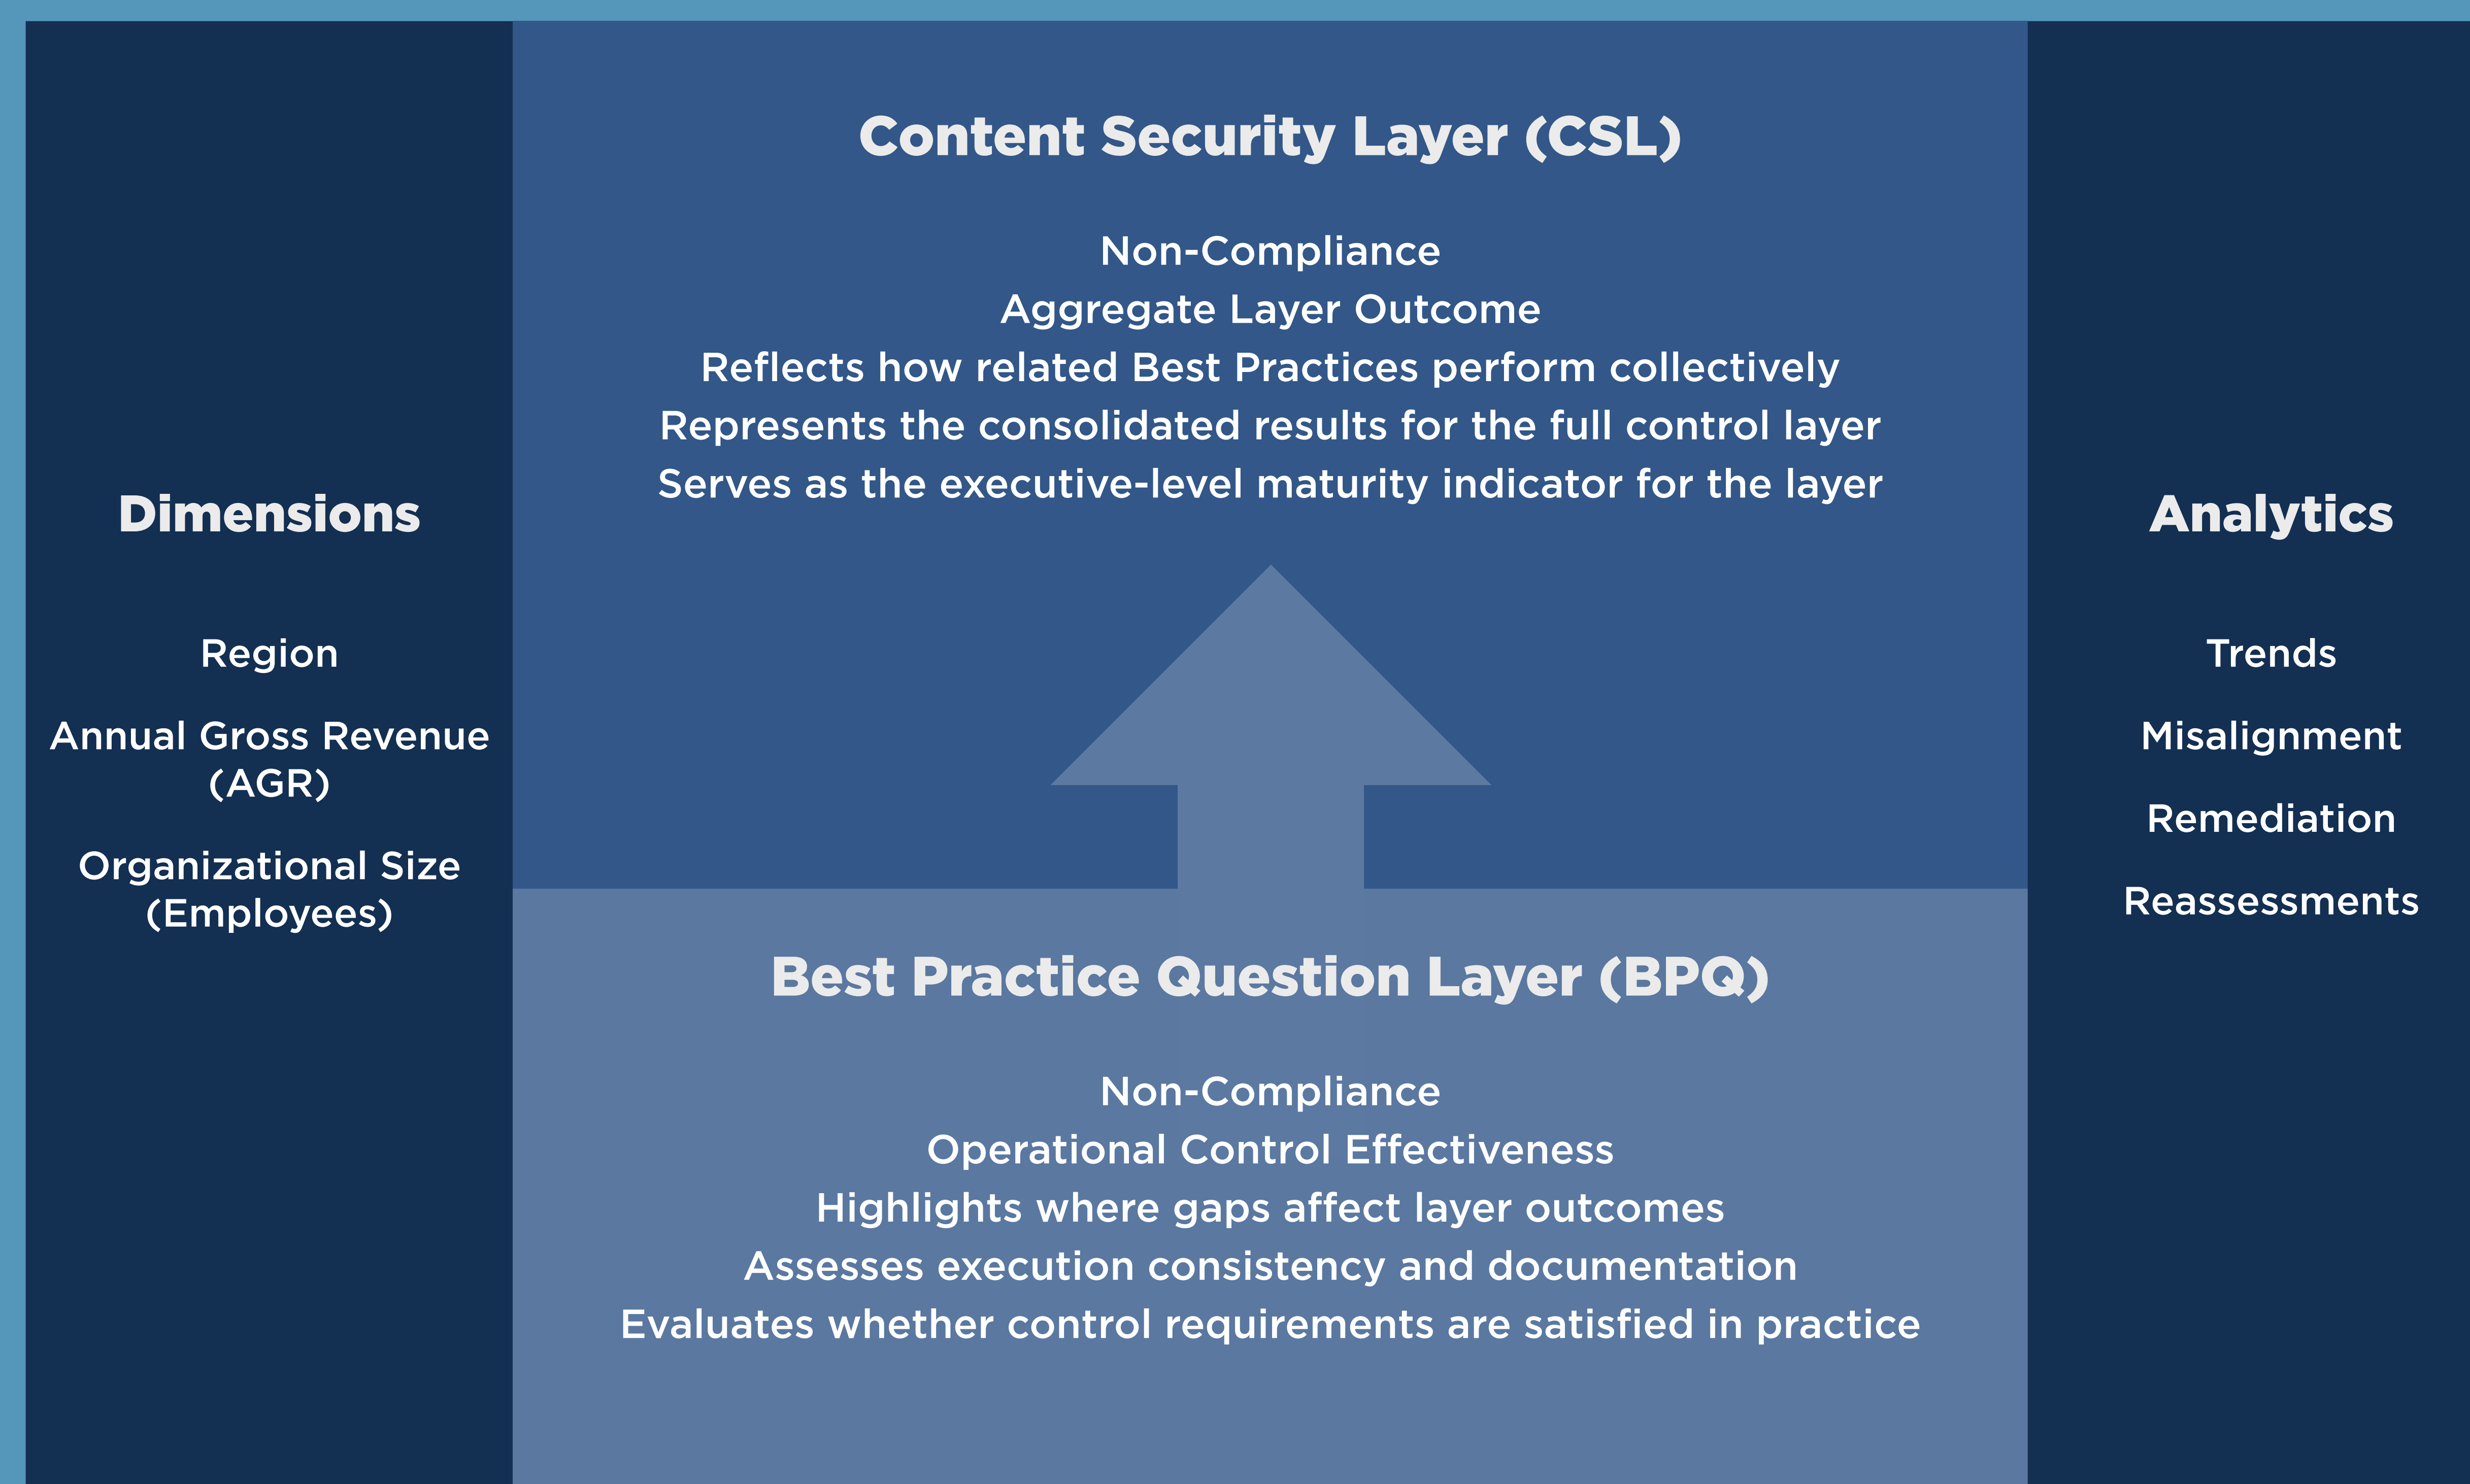 Dimensions
Region
Annual Gross Revenue
(AGR)
Organizational Size
(Employees)
Content Security Layer (CSL)
Non-Compliance
Aggregate Layer Outcome
Reflects how related Best Practices perform collectively
Represents the consolidated results for the full control layer
Serves as the executive-level maturity indicator for the layer
Best Practice Question Layer (BPQ)
Non-Compliance
Operational Control Effectiveness
Highlights where gaps affect layer outcomes
Assesses execution consistency and documentation
Evaluates whether control requirements are satisfied in practice
Analytics
Trends
Misalignment
Remediation
Reassessments